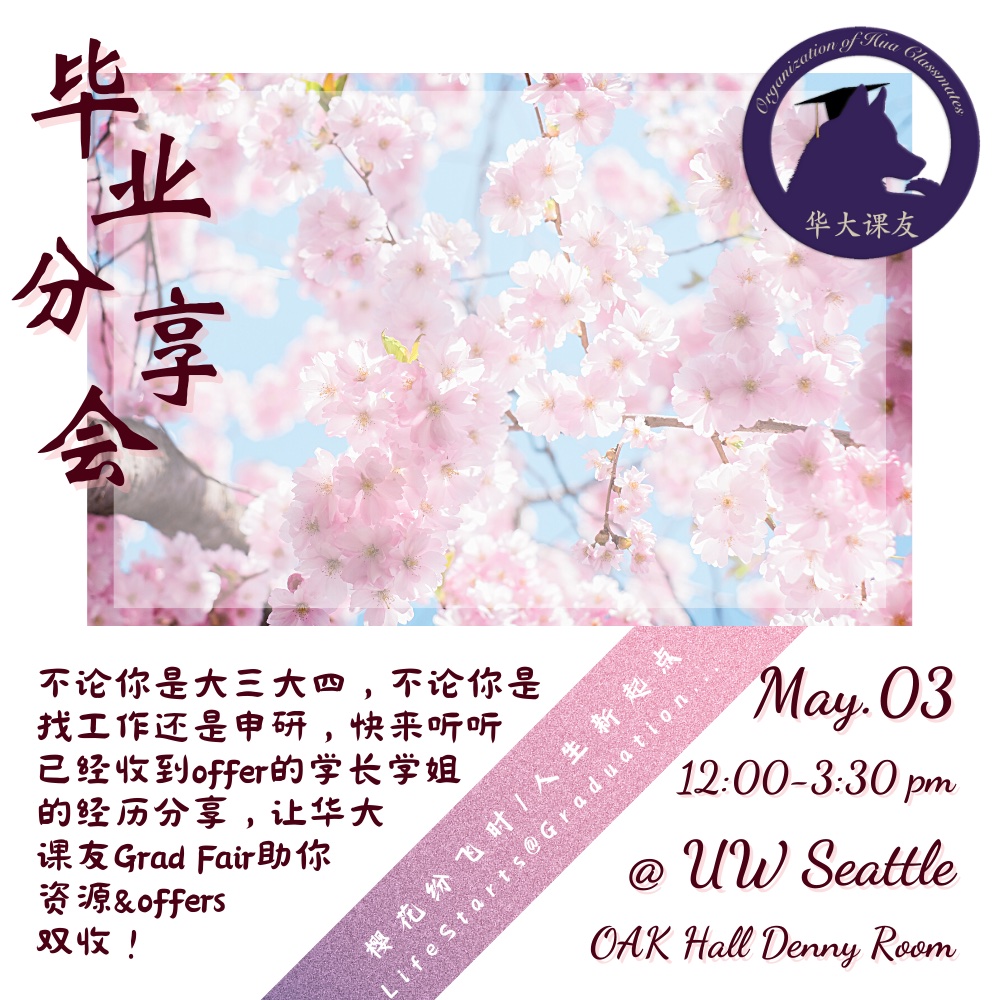 毕业分享会
Organization of Hua Classmates
华大课友
不论你是大三大四，不论你是
找工作还是申研，快来听听
已经收到offer的学长学姐
的经历分享，让华大
课友Grad Fair助你
资源&offers
双收！
樱花纷飞时/人生新起点
LifeStarts@Graduation...
May.03
12:00-3:30 pm
@ UW Seattle
OAK Hall Denny Room